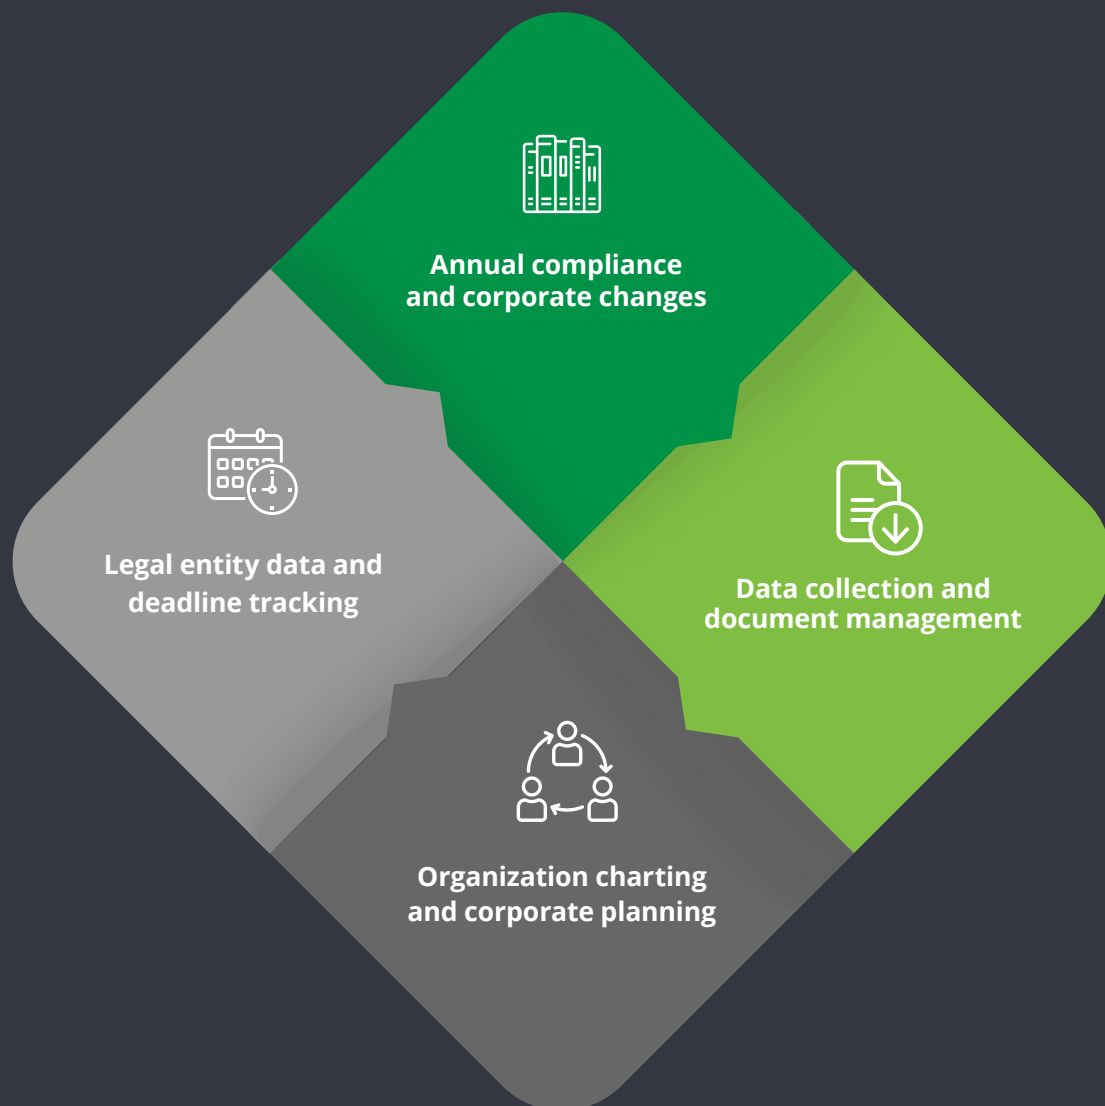 Annual compliance
and corporate changes
Legal entity data and
deadline tracking
Data collection and
document management
Organization charting
and corporate planning